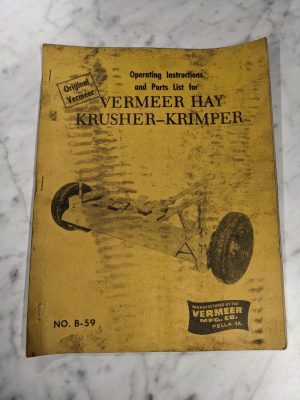 Original
Vermeer
Operating Instructions
and Parts List for
VERMEER HAY
KRUSHER-KRIMPER
NO. B-59
MANUFACTURED BY THE
VERMEER
MFG. CO.
PELLA, IA.